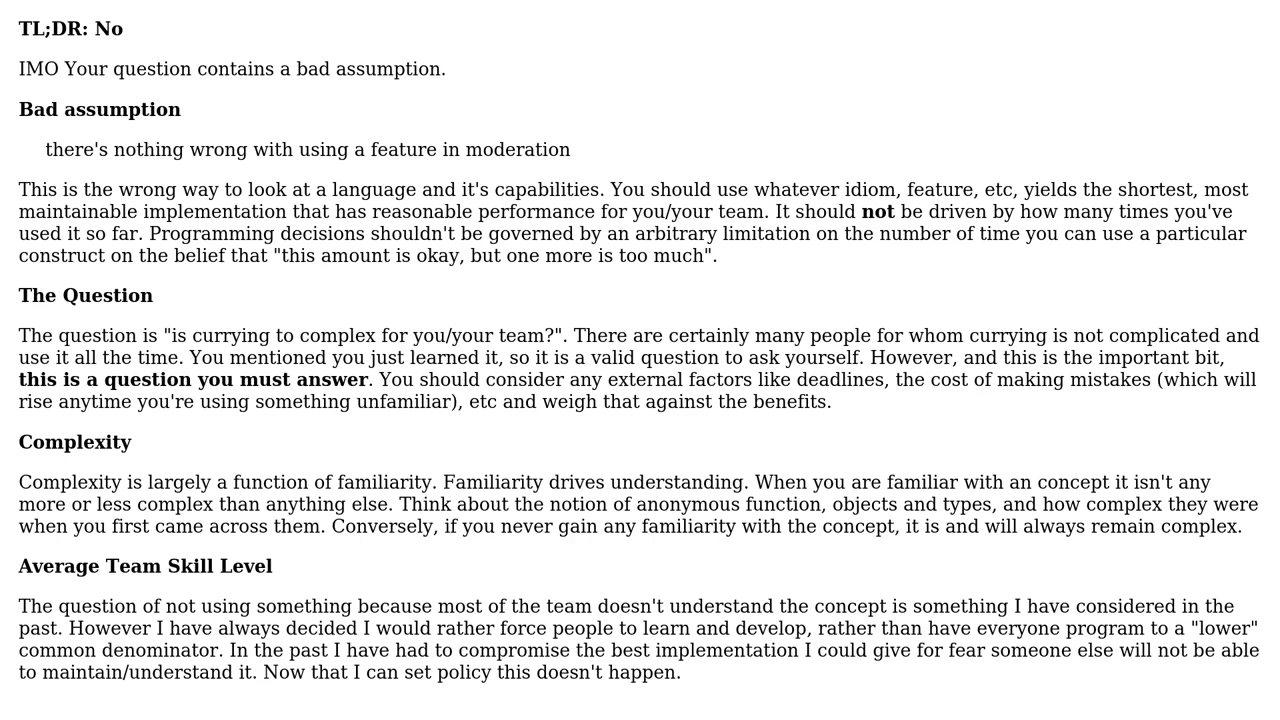 TL;DR: No
IMO Your question contains a bad assumption.
Bad assumption
there's nothing wrong with using a feature in moderation
This is the wrong way to look at a language and it's capabilities. You should use whatever idiom, feature, etc, yields the shortest, most
maintainable implementation that has reasonable performance for you/your team. It should not be driven by how many times you've
used it so far. Programming decisions shouldn't be governed by an arbitrary limitation on the number of time you can use a particular
construct on the belief that "this amount is okay, but one more is too much".
The Question
The question is "is currying to complex for you/your team?". There are certainly many people for whom currying is not complicated and
use it all the time. You mentioned you just learned it, so it is a valid question to ask yourself. However, and this is the important bit,
this is a question you must answer. You should consider any external factors like deadlines, the cost of making mistakes (which will
rise anytime you're using something unfamiliar), etc and weigh that against the benefits.
Complexity
Complexity is largely a function of familiarity. Familiarity drives understanding. When you are familiar with an concept it isn't any
more or less complex than anything else. Think about the notion of anonymous function, objects and types, and how complex they were
when you first came across them. Conversely, if you never gain any familiarity with the concept, it is and will always remain complex.
Average Team Skill Level
The question of not using something because most of the team doesn't understand the concept is something I have considered in the
past. However I have always decided I would rather force people to learn and develop, rather than have everyone program to a "lower"
common denominator. In the past I have had to compromise the best implementation I could give for fear someone else will not be able
to maintain/understand it. Now that I can set policy this doesn't happen.